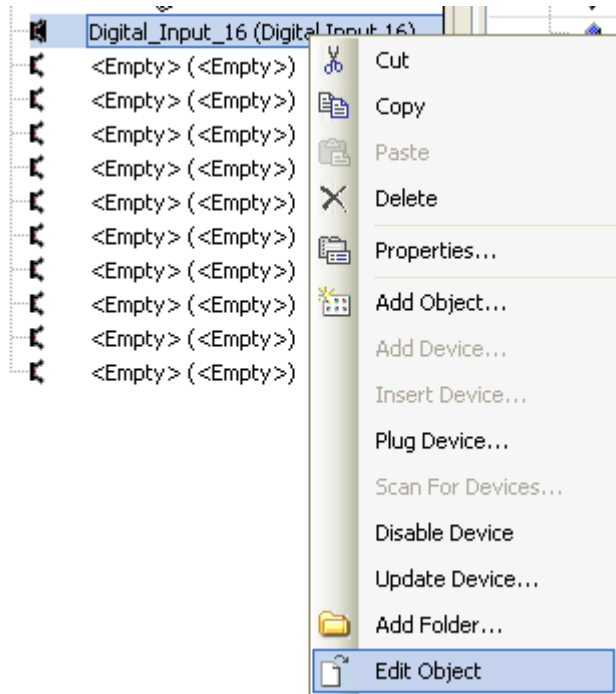 Digital_Input_16 (Digital Input 16)
<Empty> (<Empty>)
<Empty> (<Empty>)
<Empty> (<Empty>)
<Empty> (<Empty>)
<Empty> (<Empty>)
<Empty> (<Empty>)
<Empty> (<Empty>)
<Empty> (<Empty>)
<Empty> (<Empty>)
<Empty> (<Empty>)
Cut
Copy
Paste
Delete
Properties...
Add Object...
Add Device...
Insert Device...
Plug Device...
Scan For Devices...
Disable Device
Update Device...
Add Folder...
Edit Object